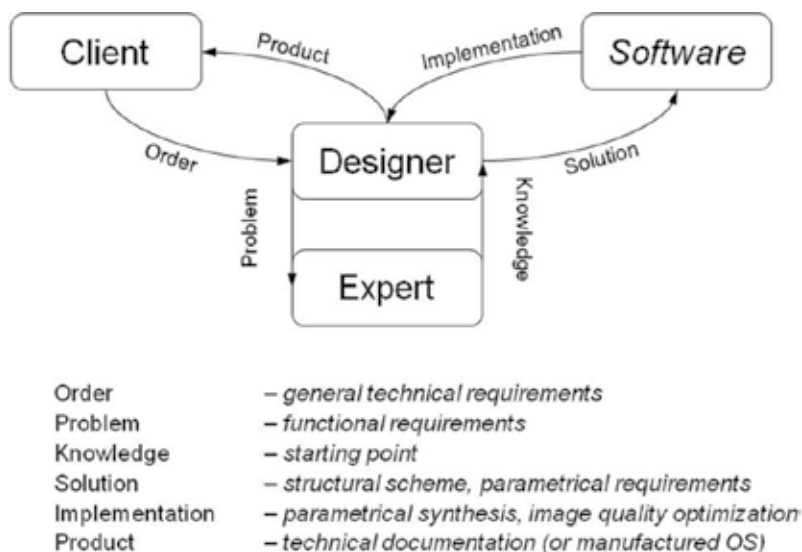 Client
Product
Implementation
Software
Order
Designer
Solution
Problem
Knowledge
Expert
Order – general technical requirements
Problem – functional requirements
Knowledge – starting point
Solution – structural scheme, parametrical requirements
Implementation – parametrical synthesis, image quality optimization
Product – technical documentation (or manufactured OS)